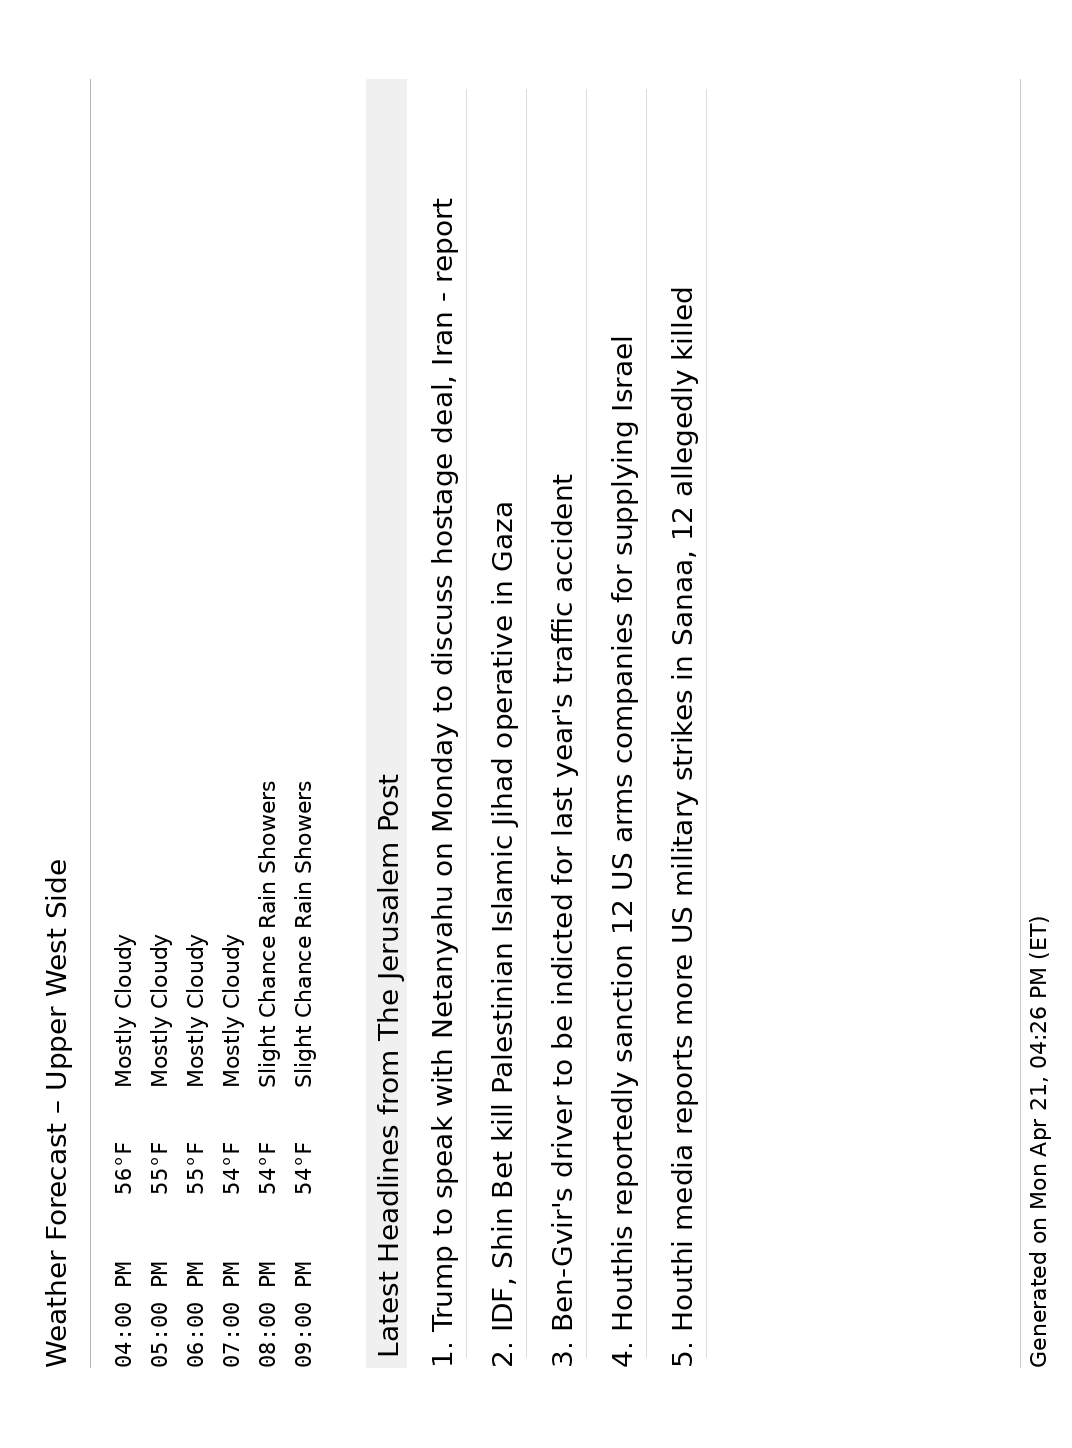 Weather Forecast – Upper West Side
04:00 PM 56°F Mostly Cloudy
05:00 PM 55°F Mostly Cloudy
06:00 PM 55°F Mostly Cloudy
07:00 PM 54°F Mostly Cloudy
08:00 PM 54°F Slight Chance Rain Showers
09:00 PM 54°F Slight Chance Rain Showers
Latest Headlines from The Jerusalem Post
1. Trump to speak with Netanyahu on Monday to discuss hostage deal, Iran - report
2. IDF, Shin Bet kill Palestinian Islamic Jihad operative in Gaza
3. Ben-Gvir's driver to be indicted for last year's traffic accident
4. Houthis reportedly sanction 12 US arms companies for supplying Israel
5. Houthi media reports more US military strikes in Sanaa, 12 allegedly killed
Generated on Mon Apr 21, 04:26 PM (ET)